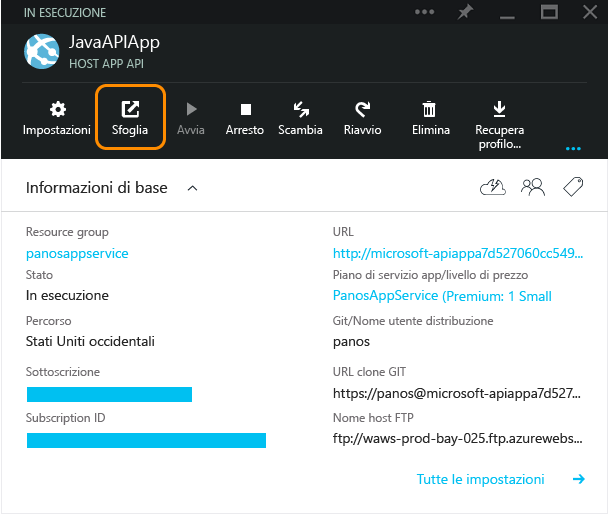 IN ESECUZIONE
JavaAPIApp
HOST APP API
Impostazioni
Sfoglia
Avvia
Arresto
Scambia
Riavvio
Elimina
Recupera
profilo...
Informazioni di base
Resource group
panosappservice
Stato
In esecuzione
Percorso
Stati Uniti occidentali
Sottoscrizione
Subscription ID
URL
http://microsoft-apiappa7d527060cc549...
Piano di servizio app/livello di prezzo
PanosAppService (Premium: 1 Small
Git/Nome utente distribuzione
panos
URL clone GIT
https://panos@microsoft-apiappa7d527...
Nome host FTP
ftp://waws-prod-bay-025.ftp.azurewebs...
Tutte le impostazioni